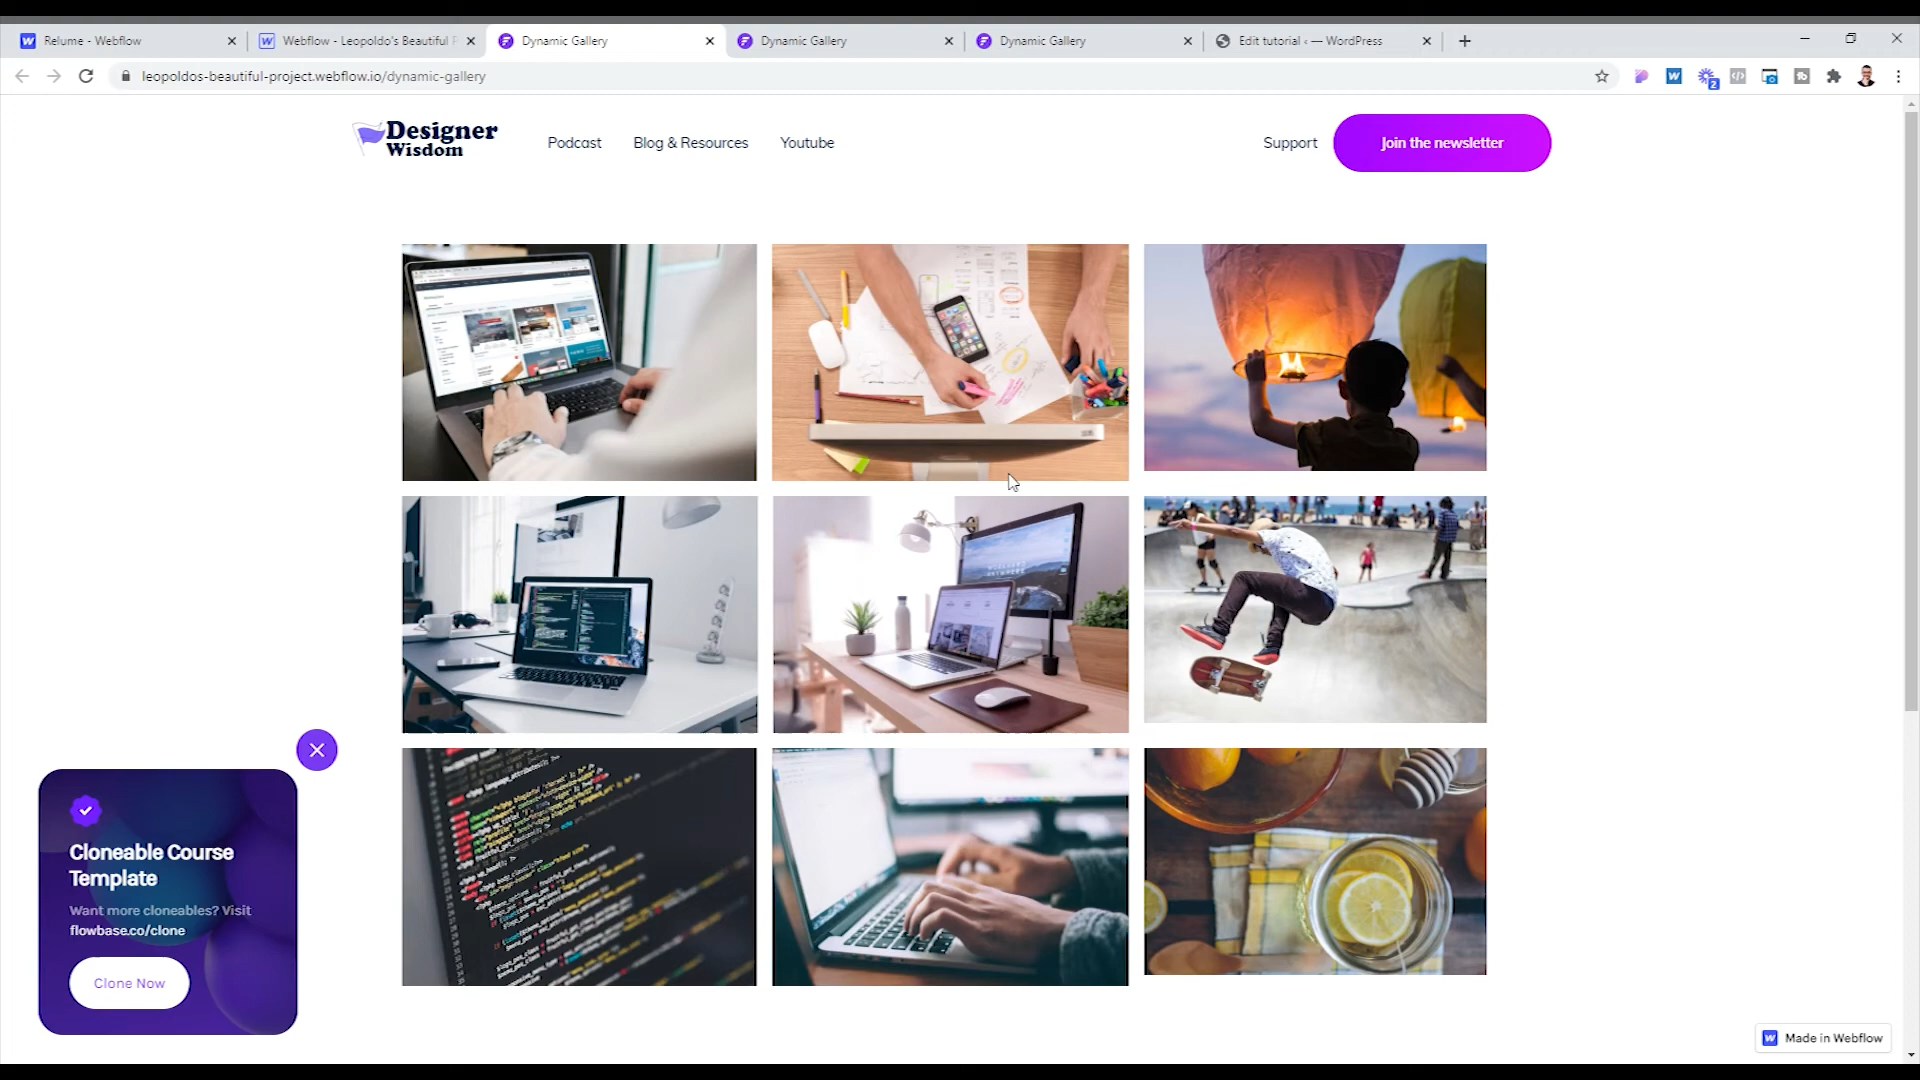 Relume - Webflow
Webflow - Leopoldo's Beautiful P
Dynamic Gallery
Dynamic Gallery
Dynamic Gallery
Edit tutorial ‹ — WordPress
leopoldos-beautiful-project.webflow.io/dynamic-gallery
2
Designer
Wisdom
Podcast
Blog & Resources
Youtube
Support
Join the newsletter
Cloneable Course
Template
Want more cloneables? Visit
flowbase.co/clone
Clone Now
Made in Webflow